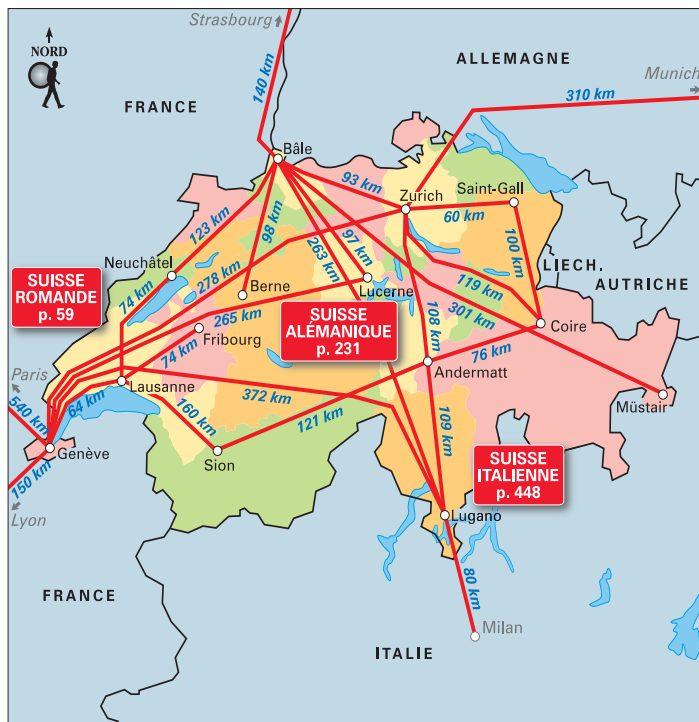 Strasbourg
NORD
ALLEMAGNE
Munich
140 km
310 km
FRANCE
Bâle
93 km
Zurich
Saint-Gall
60 km
123 km
98 km
97 km
263 km
100 km
Neuchâtel
278 km
LIECH.
AUTRICHE
SUISSE
ROMANDE
p. 59
74 km
Berne
Lucerne
119 km
265 km
SUISSE
ALÉMANIQUE
p. 231
301 km
108 km
Coire
Fribourg
74 km
76 km
Paris
Andermatt
Lausanne
64 km
372 km
Müstair
540 km
160 km
121 km
109 km
Genève
Sion
SUISSE
ITALIENNE
p. 448
150 km
Lyon
Lugano
80 km
FRANCE
Milan
ITALIE